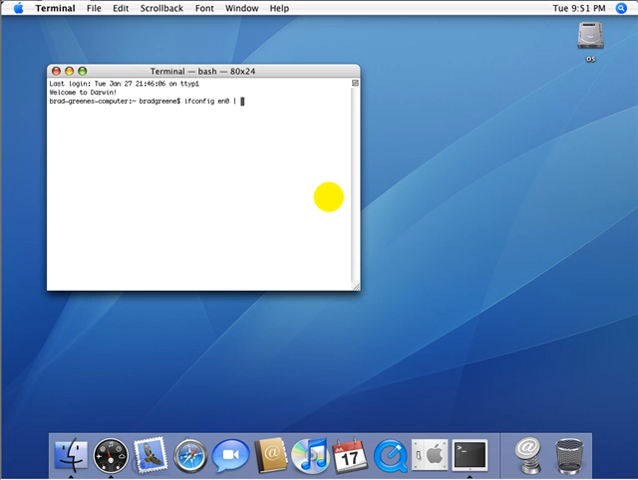 Terminal File Edit Scrollback Font Window Help Tue 9:51 PM
OS
Terminal — bash — 80x24
Last login: Tue Jan 27 21:46:06 on ttyp1
Welcome to Darwin!
brad-greenes-computer:~ bradgreene$ ifconfig en0 |
17